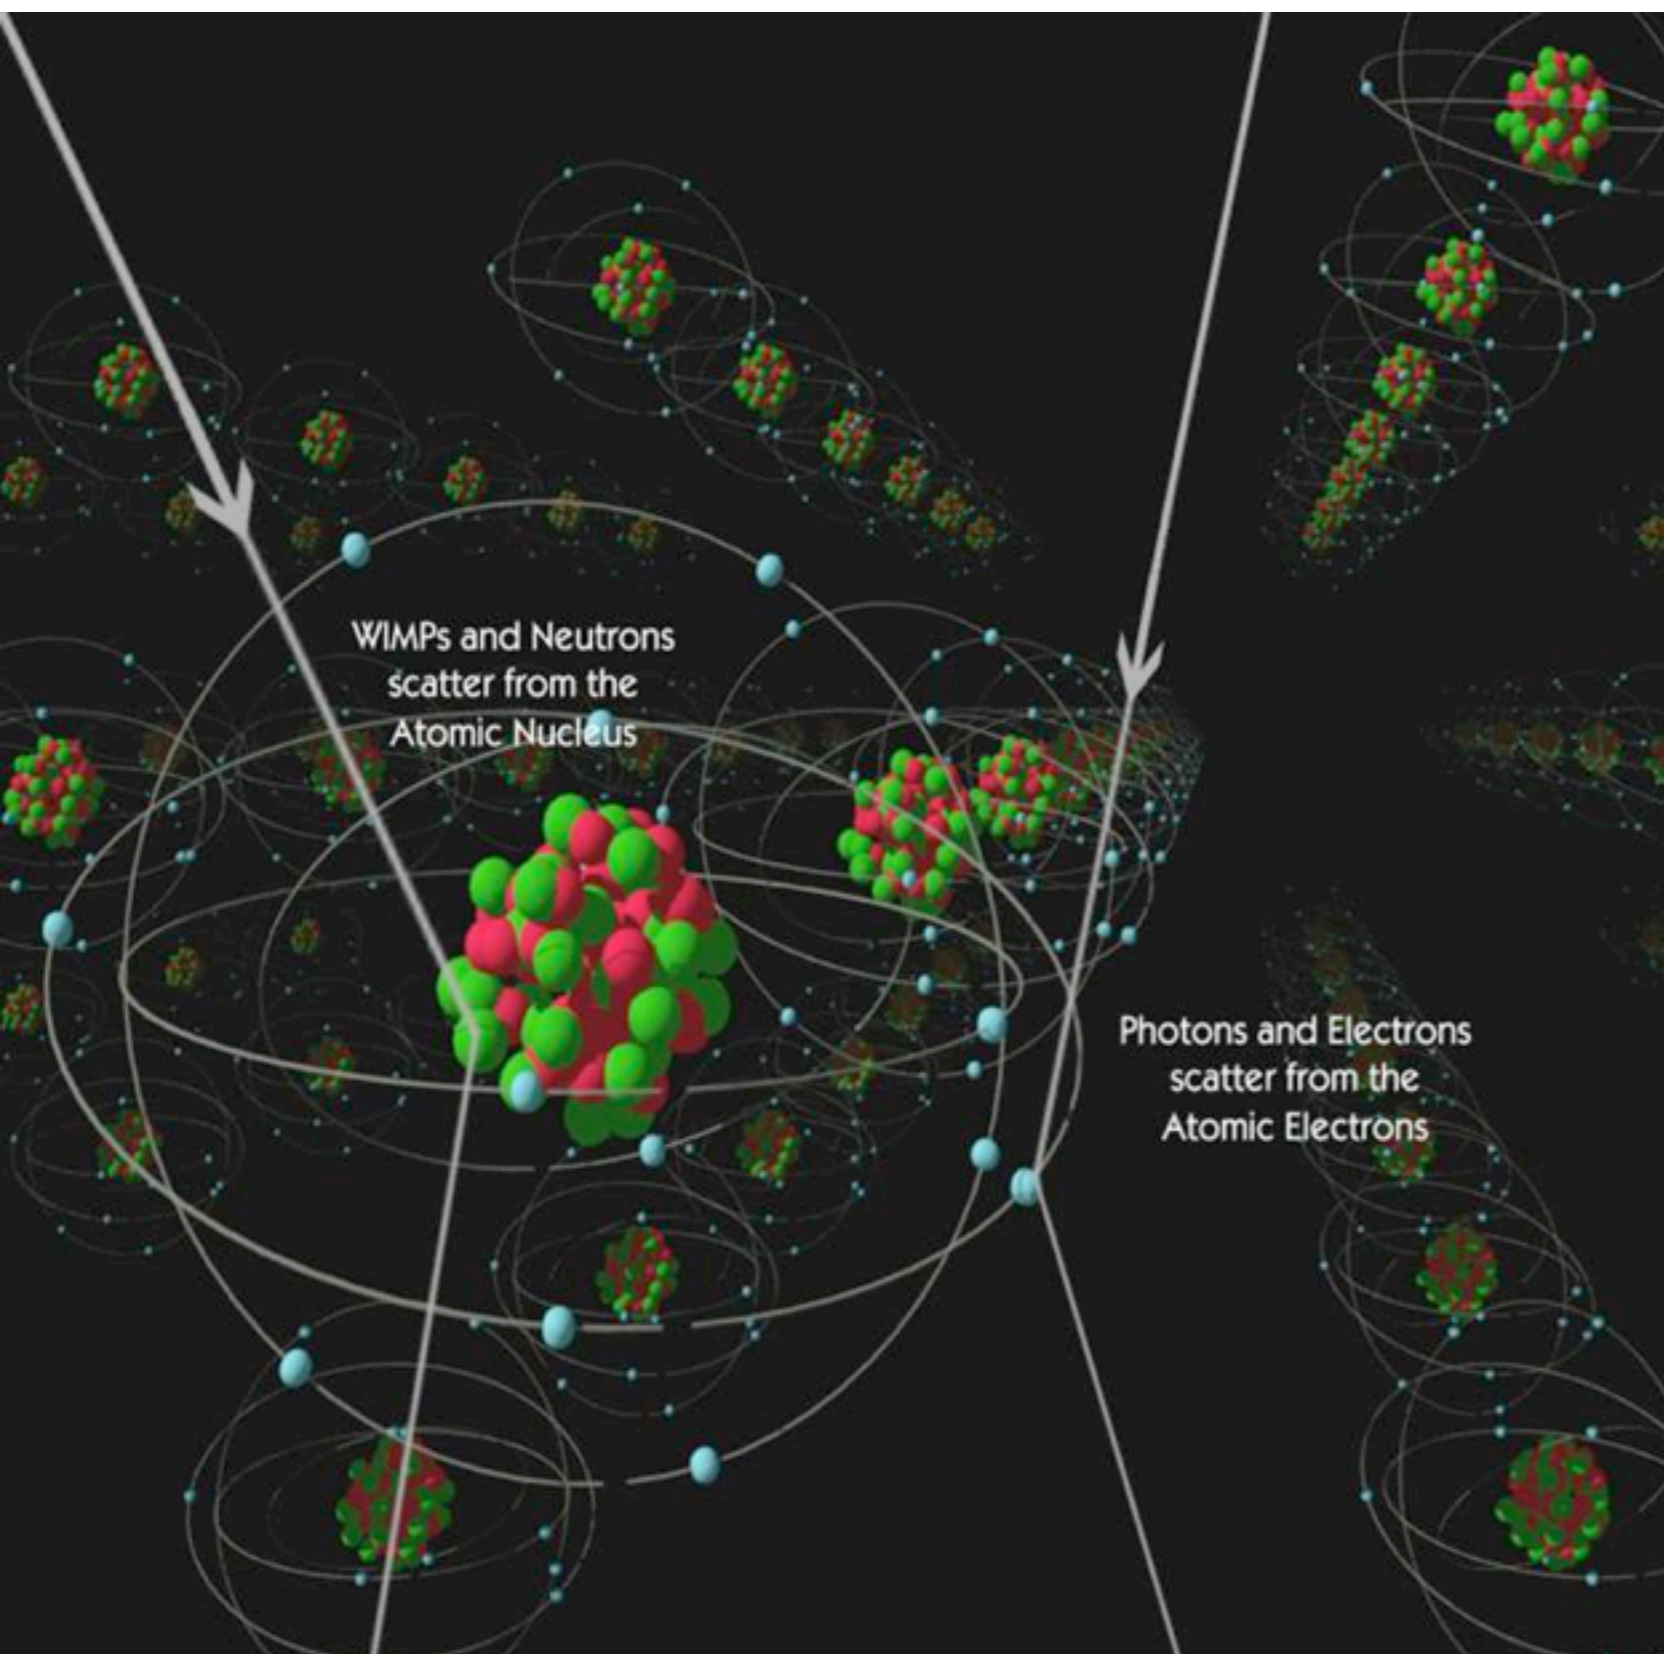 WIMPs and Neutrons
scatter from the
Atomic Nucleus
Photons and Electrons
scatter from the
Atomic Electrons